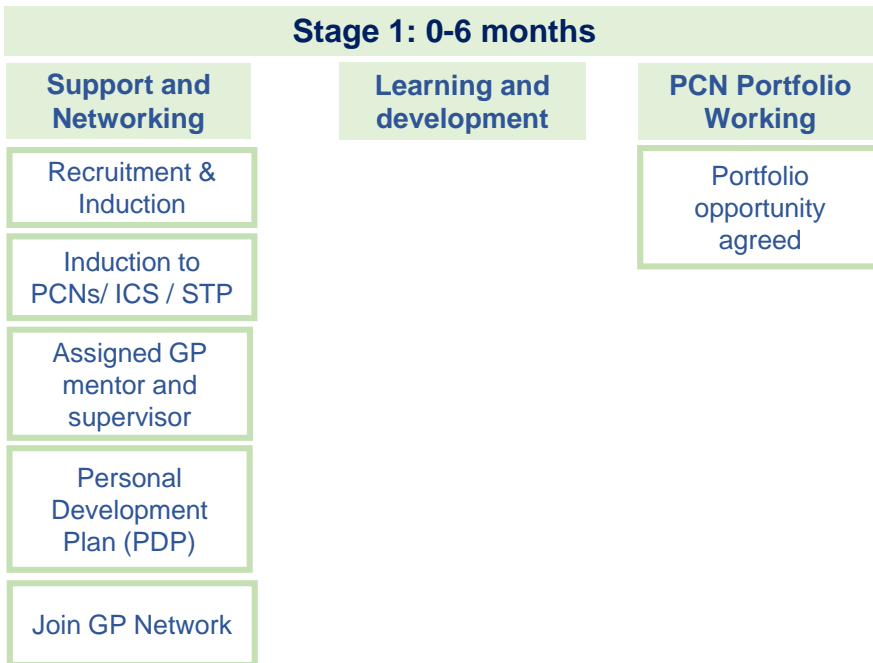 Stage 1: 0-6 months
Support and
Networking
Learning and
development
PCN Portfolio
Working
Recruitment &
Induction
Induction to
PCNs/ ICS / STP
Assigned GP
mentor and
supervisor
Personal
Development
Plan (PDP)
Join GP Network
Portfolio
opportunity
agreed